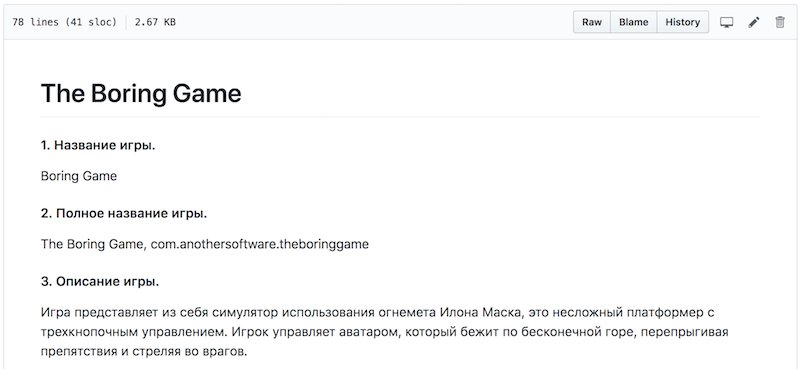 78 lines (41 sloc) 2.67 KB Raw Blame History
The Boring Game
1. Название игры.
Boring Game
2. Полное название игры.
The Boring Game, com.anothersoftware.theboringgame
3. Описание игры.
Игра представляет из себя симулятор использования огнемета Илона Маска, это несложный платформер с
трехкнопочным управлением. Игрок управляет аватаром, который бежит по бесконечной горе, перепрыгивая
препятствия и стреляя во врагов.